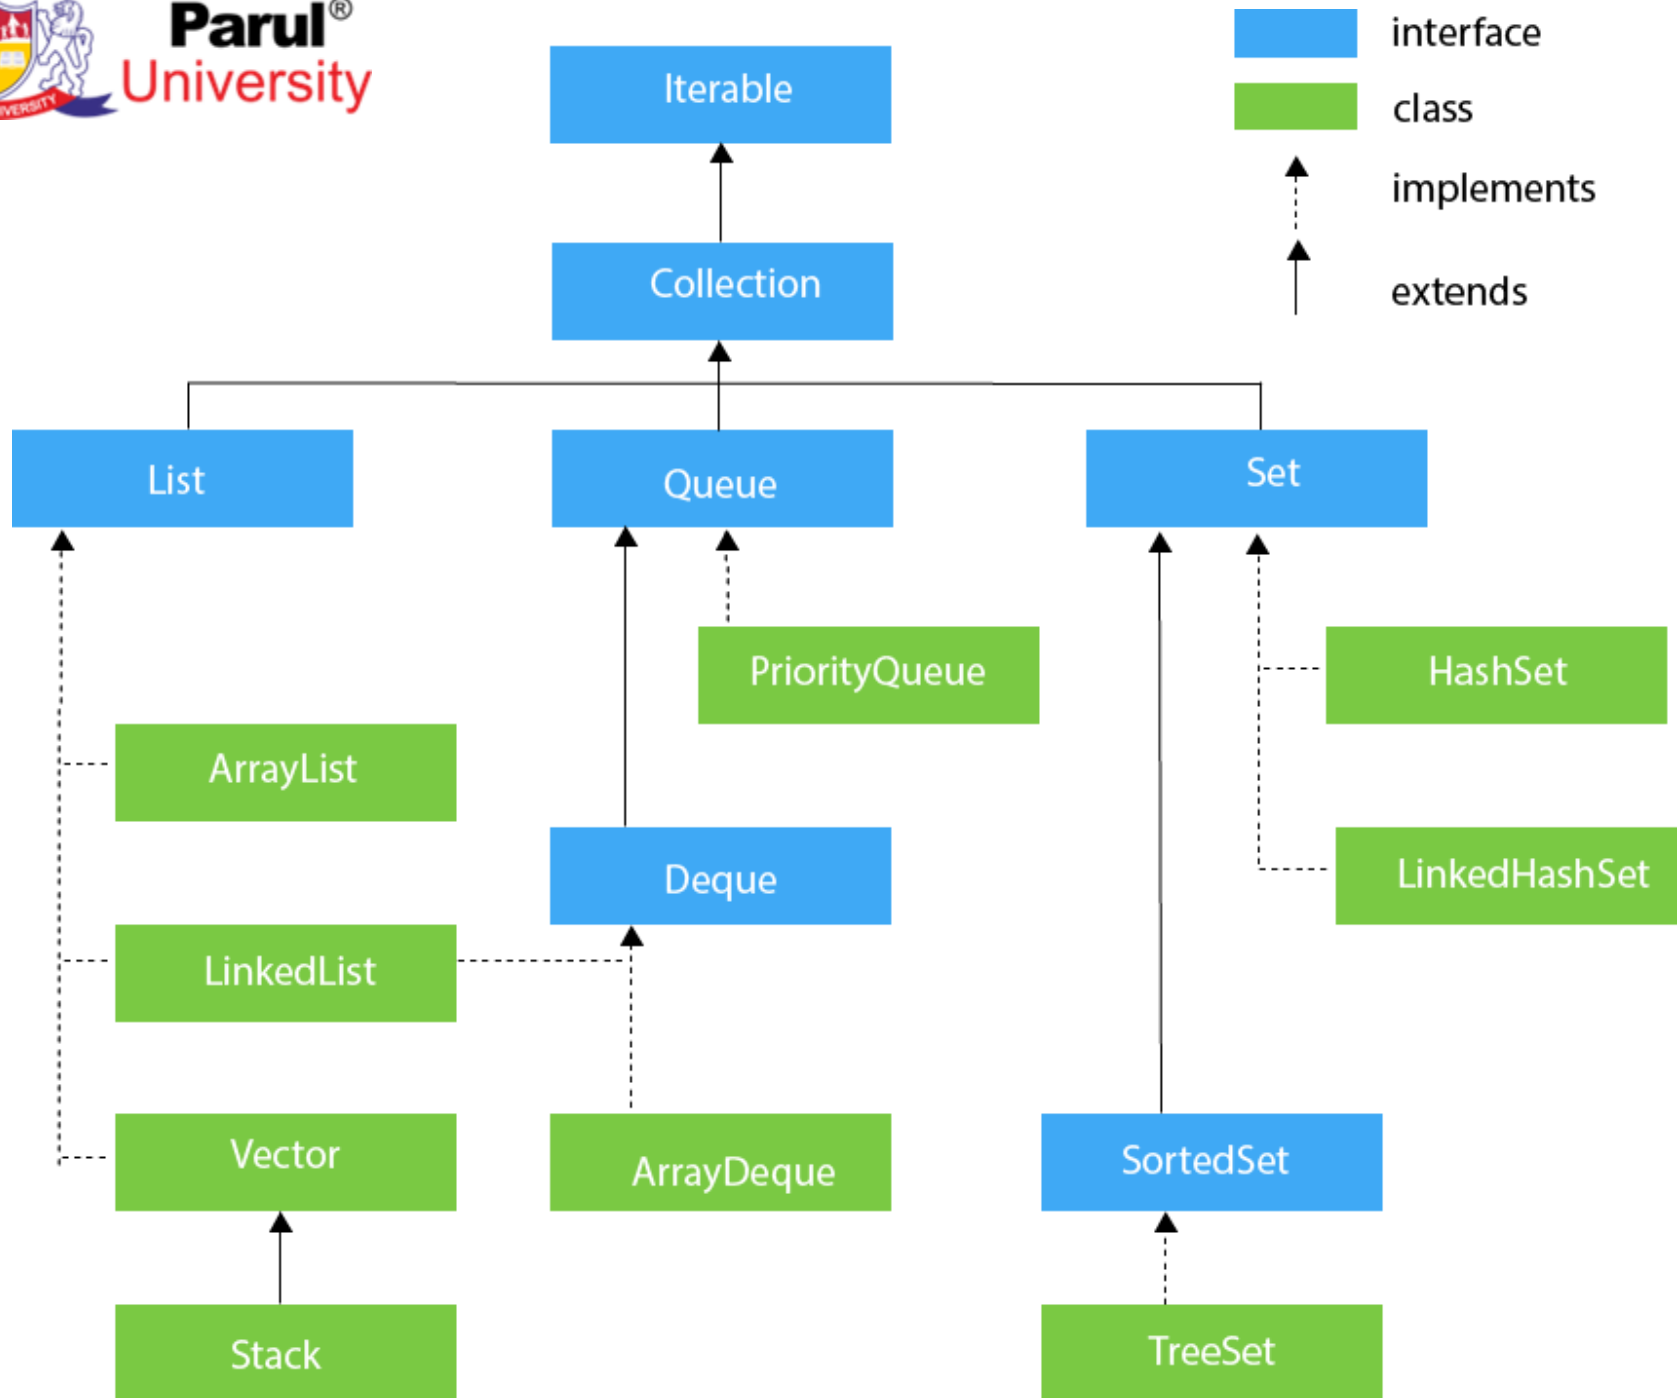 Parul®
University
VERSITY
interface
class
implements
extends
Iterable
Collection
List
Queue
Set
PriorityQueue
HashSet
ArrayList
Deque
LinkedHashSet
LinkedList
Vector
ArrayDeque
SortedSet
Stack
TreeSet